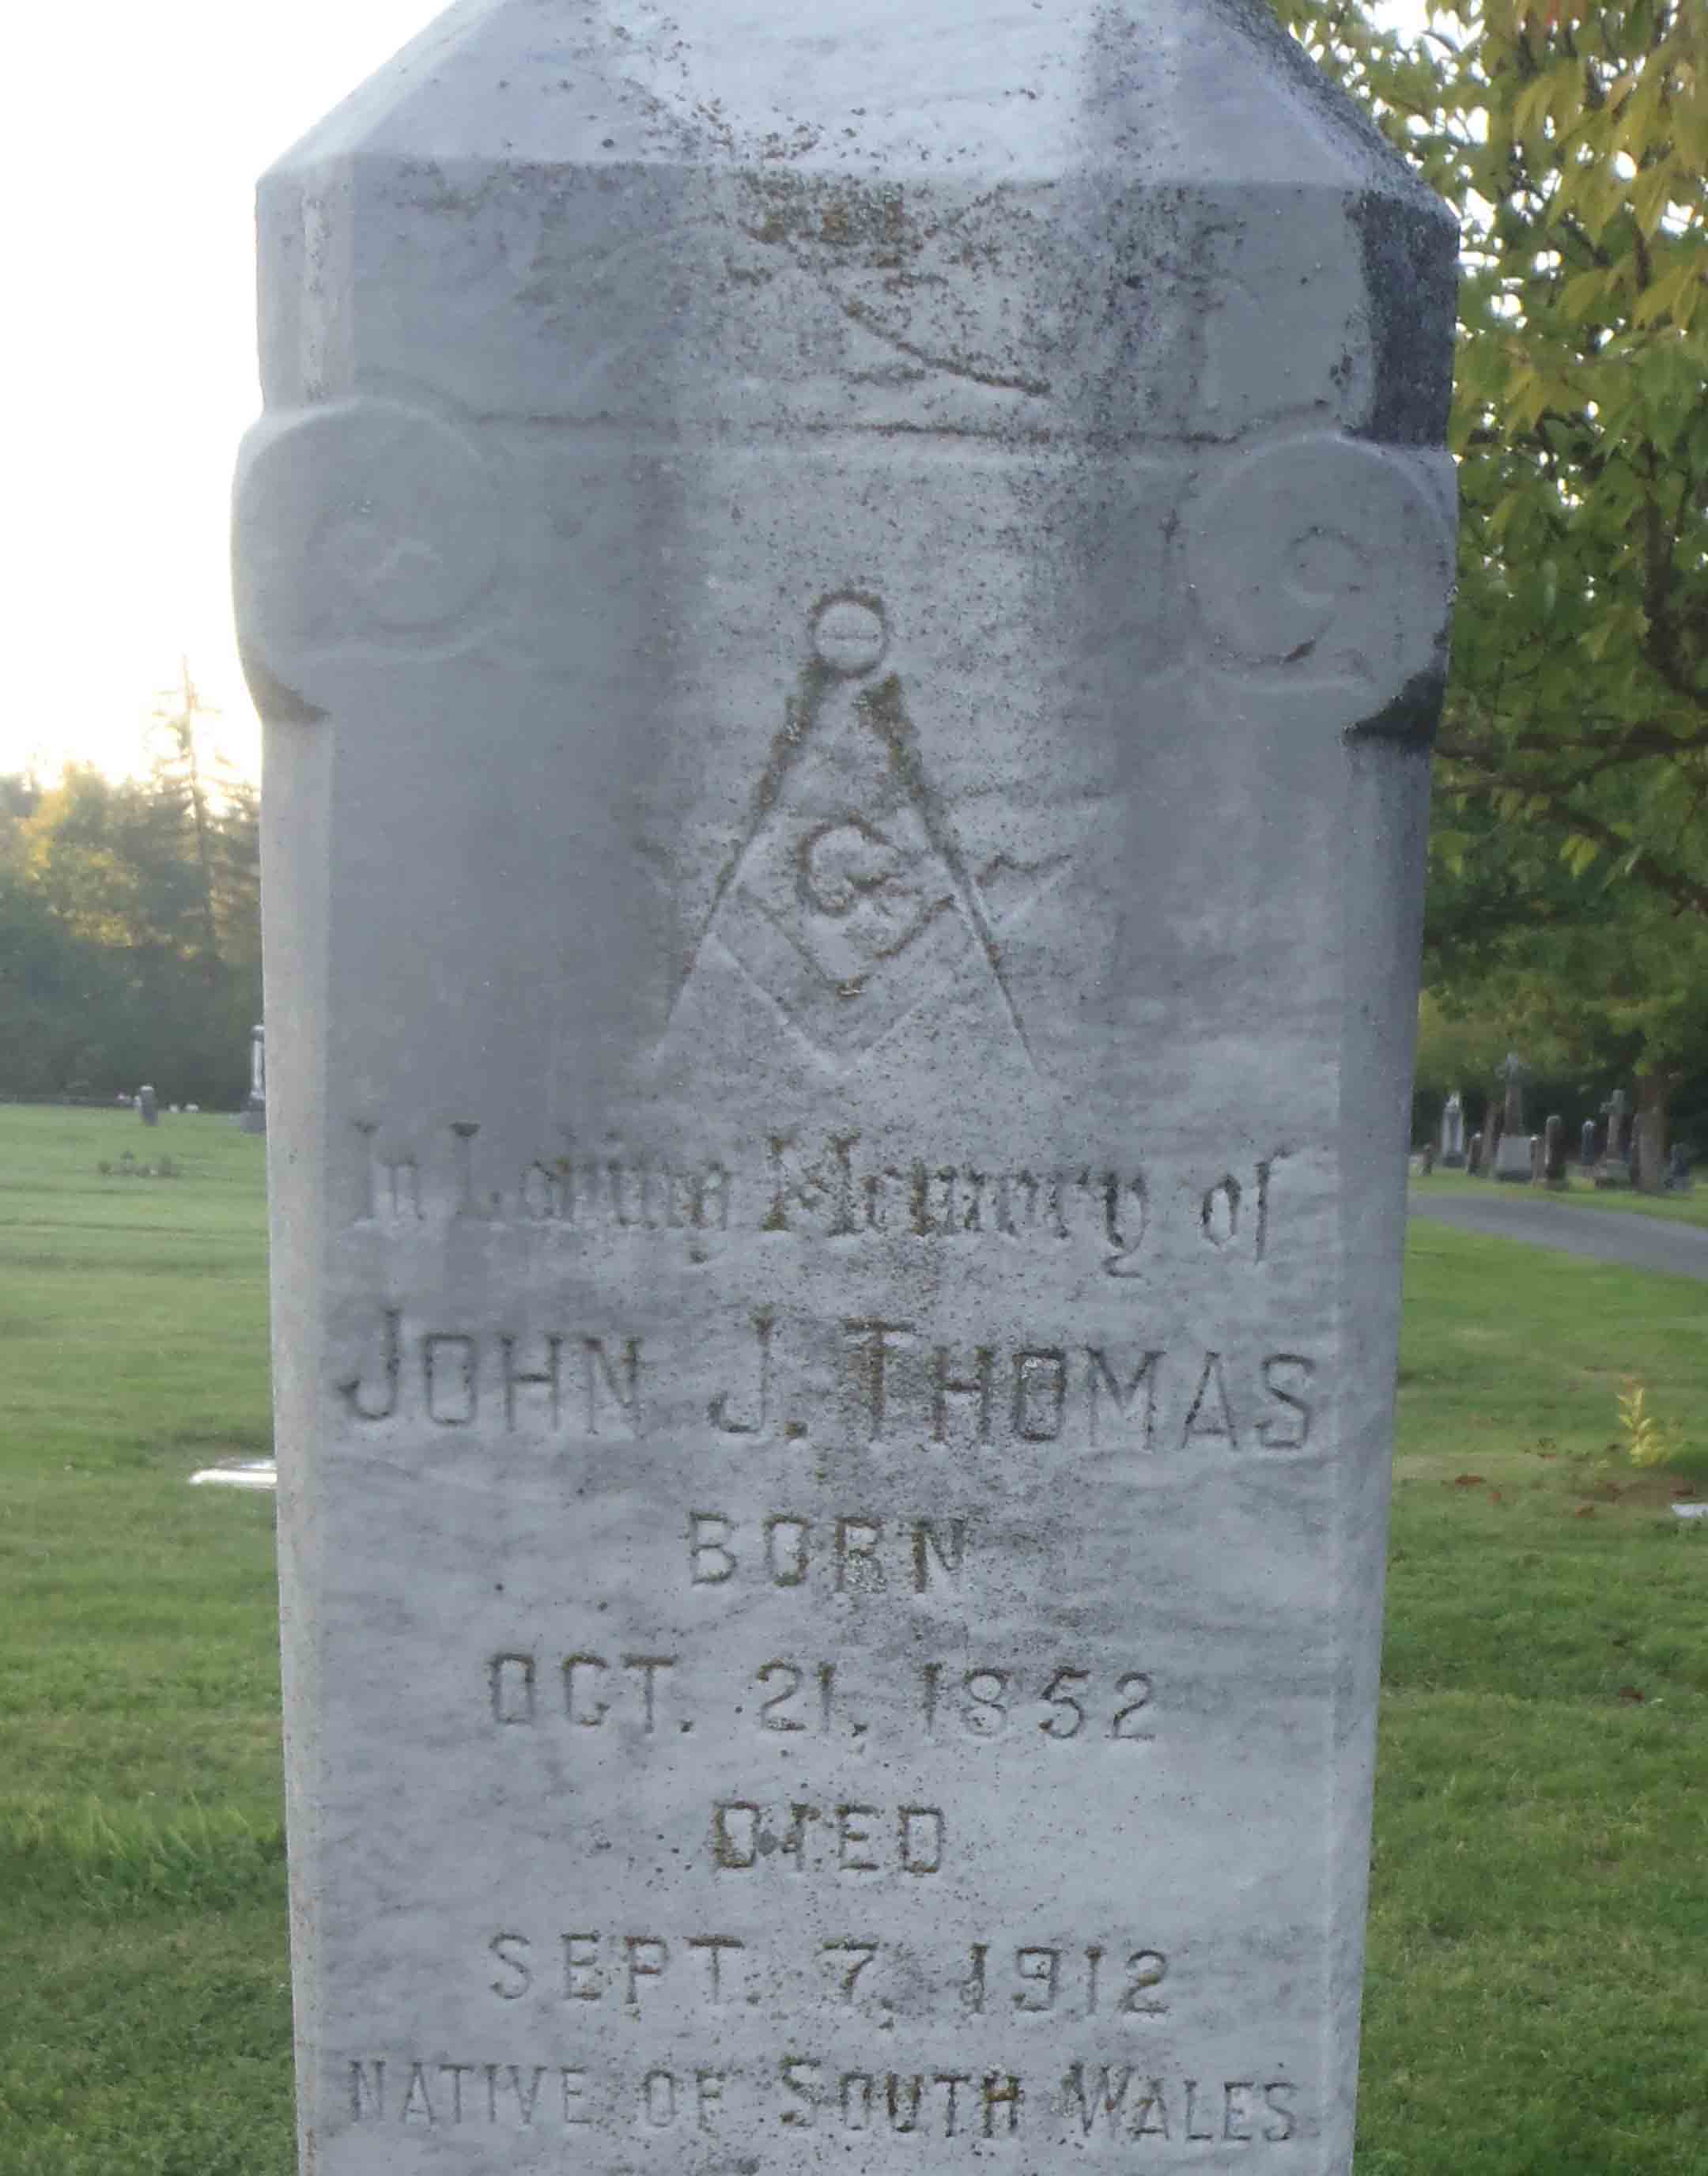 G
In Loving Memory of
JOHN J. THOMAS
BORN
OCT. 21, 1852
DIED
SEPT. 7, 1912
NATIVE OF SOUTH WALES